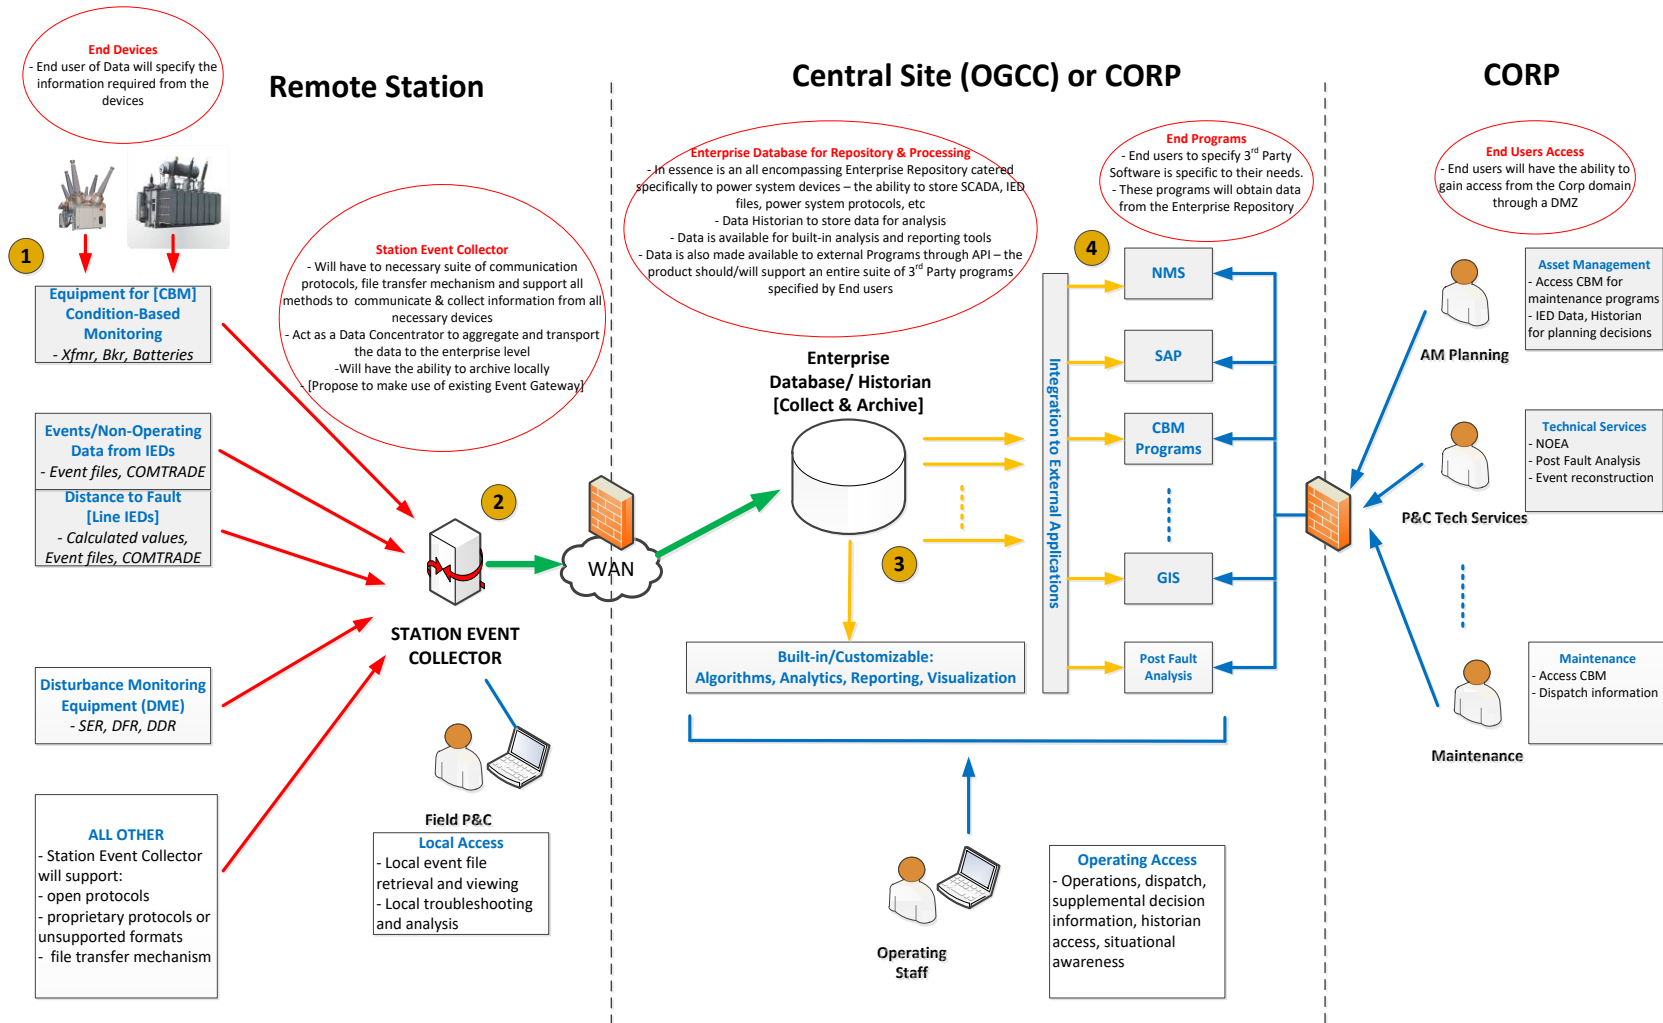 End Devices
- End user of Data will specify the
information required from the
devices
Remote Station
Central Site (OGCC) or CORP
CORP
1
Equipment for [CBM]
Condition-Based
Monitoring
- Xfmr, Bkr, Batteries
Events/Non-Operating
Data from IEDs
- Event files, COMTRADE
Distance to Fault
[Line IEDs]
- Calculated values,
Event files, COMTRADE
Disturbance Monitoring
Equipment (DME)
- SER, DFR, DDR
ALL OTHER
- Station Event Collector
will support:
- open protocols
- proprietary protocols or
unsupported formats
- file transfer mechanism
Station Event Collector
- Will have to necessary suite of communication
protocols, file transfer mechanism and support all
methods to communicate & collect information from all
necessary devices
- Act as a Data Concentrator to aggregate and transport
the data to the enterprise level
-Will have the ability to archive locally
- [Propose to make use of existing Event Gateway]
2
STATION EVENT
COLLECTOR
Field P&C
Local Access
- Local event file
retrieval and viewing
- Local troubleshooting
and analysis
WAN
Enterprise Database for Repository & Processing
- In essence is an all encompassing Enterprise Repository catered
specifically to power system devices – the ability to store SCADA, IED
files, power system protocols, etc
- Data Historian to store data for analysis
- Data is available for built-in analysis and reporting tools
- Data is also made available to external Programs through API – the
product should/will support an entire suite of 3rd Party programs
specified by End users
Enterprise
Database/ Historian
[Collect & Archive]
3
Built-in/Customizable:
Algorithms, Analytics, Reporting, Visualization
Operating
Staff
Operating Access
- Operations, dispatch,
supplemental decision
information, historian
access, situational
awareness
End Programs
- End users to specify 3rd Party
Software is specific to their needs.
- These programs will obtain data
from the Enterprise Repository
4
Integration to External Applications
NMS
SAP
CBM
Programs
GIS
Post Fault
Analysis
End Users Access
- End users will have the ability to
gain access from the Corp domain
through a DMZ
AM Planning
Asset Management
- Access CBM for
maintenance programs
- IED Data, Historian
for planning decisions
P&C Tech Services
Technical Services
- NOEA
- Post Fault Analysis
- Event reconstruction
Maintenance
Maintenance
- Access CBM
- Dispatch information